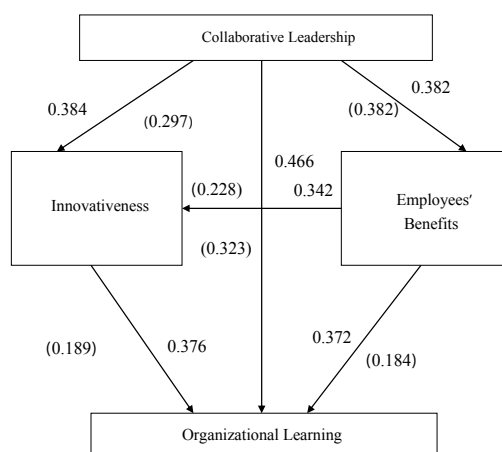 Collaborative Leadership
0.384
0.382
(0.297)
(0.382)
0.466
Innovativeness
(0.228)
0.342
Employees'
Benefits
(0.323)
(0.189)
0.376
0.372
(0.184)
Organizational Learning